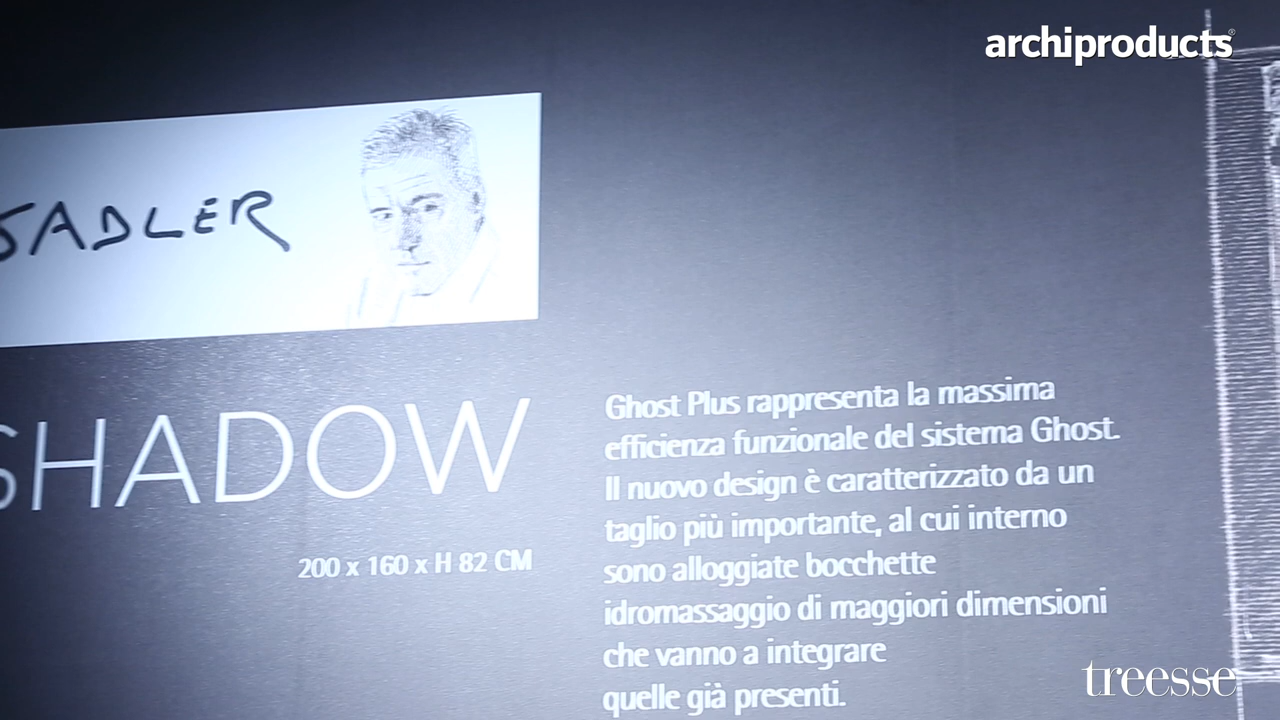 archiproducts®
SADLER
SHADOW
200 x 160 x H 82 CM
Ghost Plus rappresenta la massima
efficienza funzionale del sistema Ghost.
Il nuovo design è caratterizzato da un
taglio più importante, al cui interno
sono alloggiate bocchette
idromassaggio di maggiori dimensioni
che vanno a integrare
quelle già presenti.
treesse